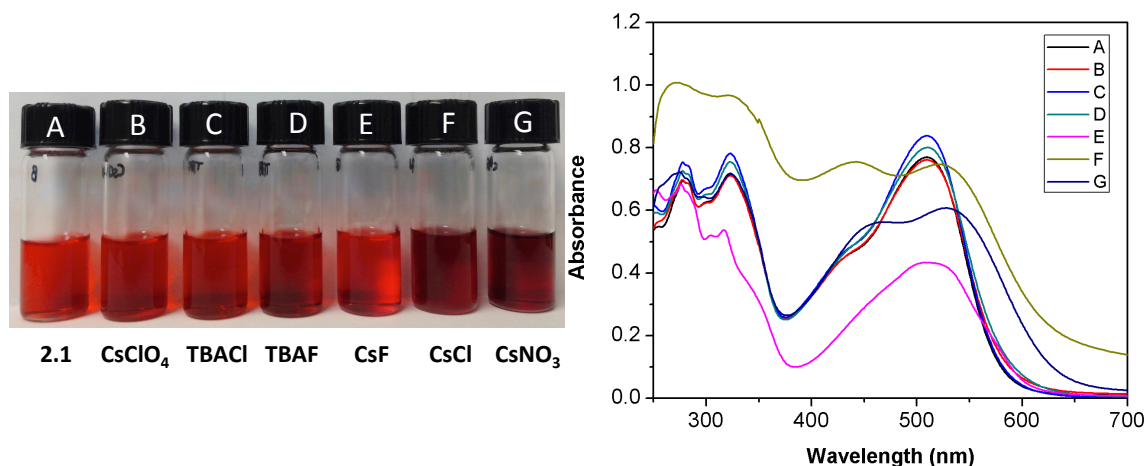 A B C D E F G
2.1 CsClO₄ TBACl TBAF CsF CsCl CsNO₃
1.2
1.0
0.8
0.6
0.4
0.2
0.0
Absorbance
A
B
C
D
E
F
G
300 400 500 600 700
Wavelength (nm)